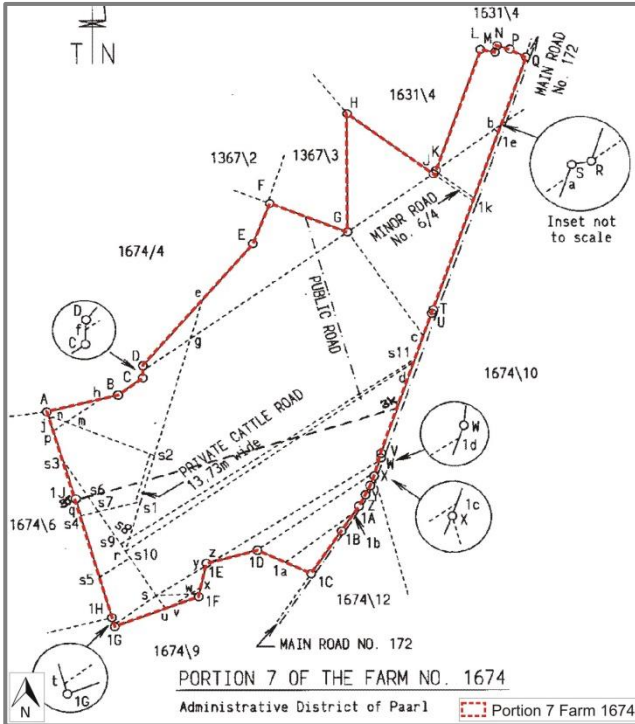 1631\4
L M N P
Q
T N
MAIN ROAD
No. 172
H
1631\4
b
1e
1367\3
J K
S R
a
1367\2
F
MINOR ROAD
No. 6/4
1k
Inset not
to scale
G
E
1674/4
PUBLIC ROAD
e
T
U
D
f
C
g
c
s11
D
C
d
1674\10
B
h
A
n
j m
p
PRIVATE CATTLE ROAD
13.73m wide
W
1d
s2
V
W
s3
X
s6
1J
s7
Y
1c
X
q
s4
s1
Z
1A
1674\6
s8
1B
1b
s9
r s10
1D
z
y
1E
1a
s5
1C
s
w x
1F
1674\12
1H
u v
1G
1674\9
MAIN ROAD NO. 172
t
1G
PORTION 7 OF THE FARM NO. 1674
N
Administrative District of Paarl
Portion 7 Farm 1674